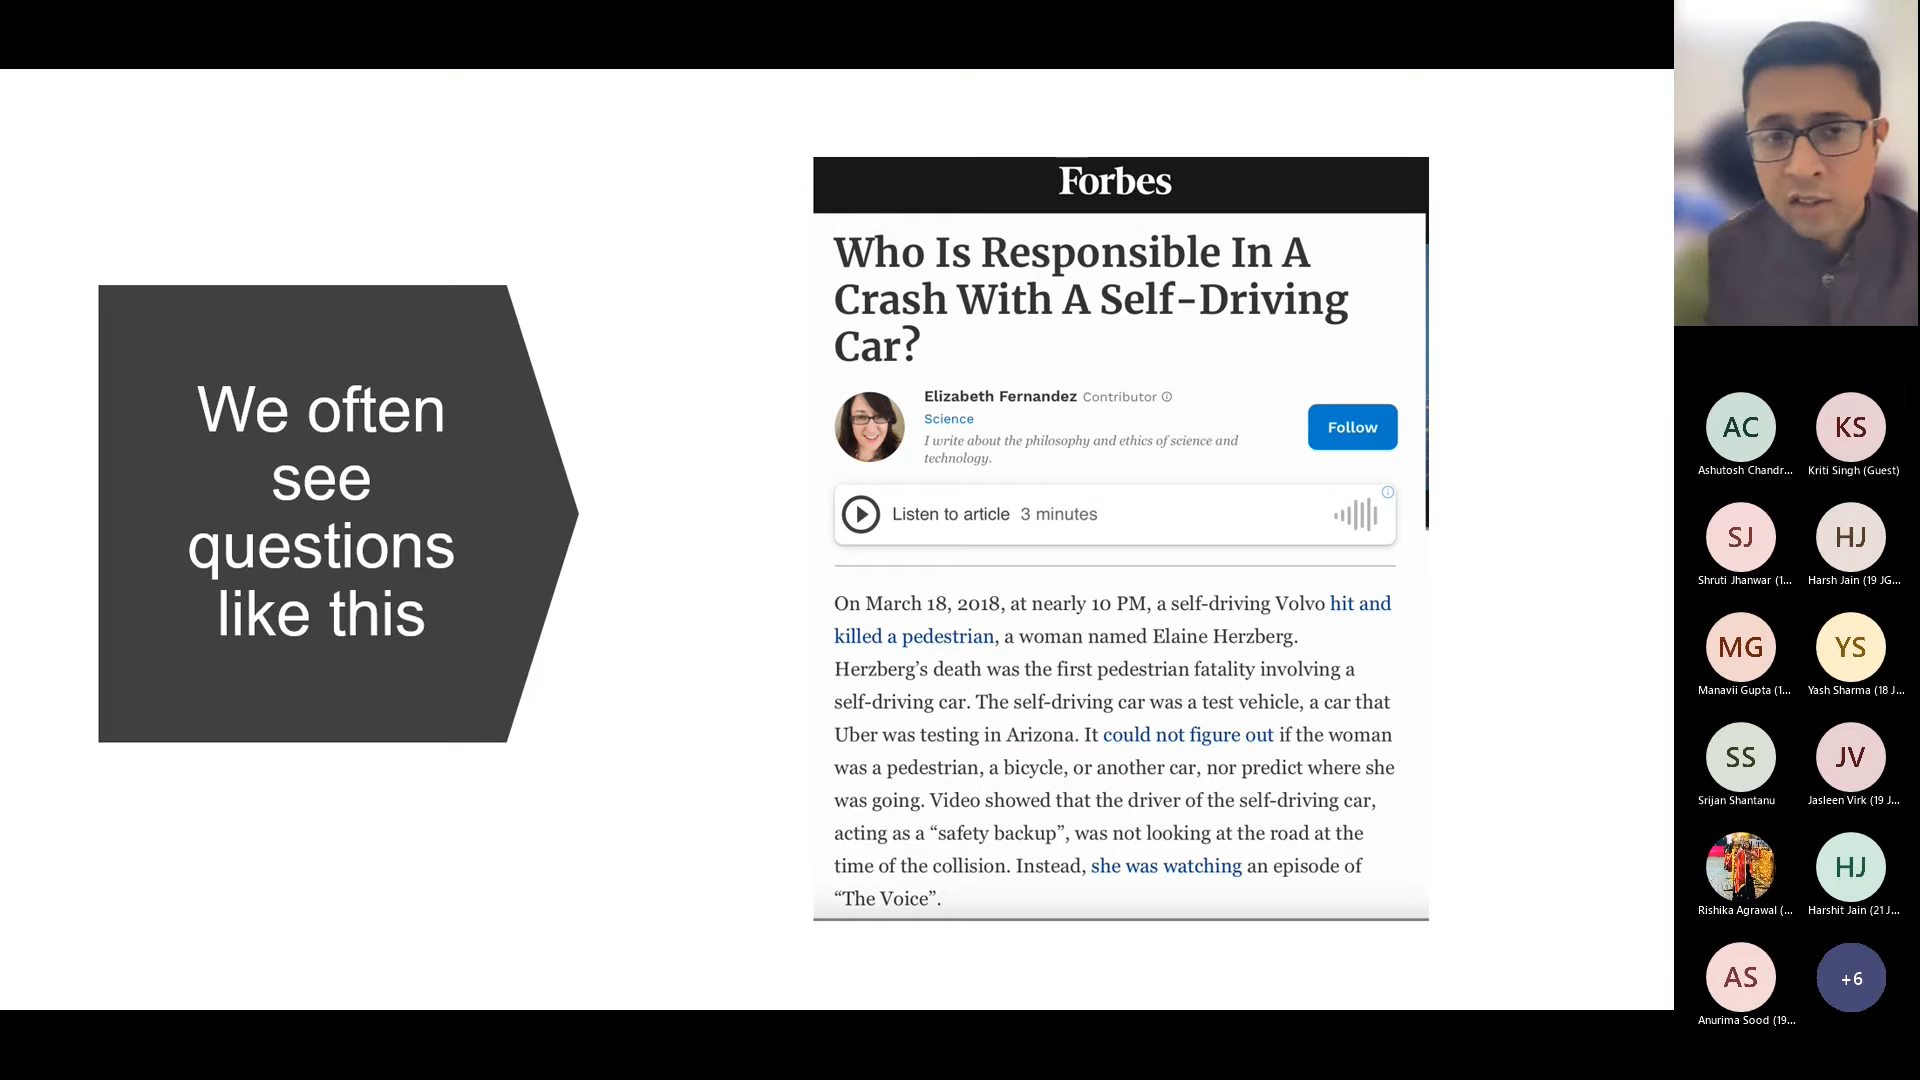 We often
see
questions
like this
Forbes
Who Is Responsible In A
Crash With A Self-Driving
Car?
Elizabeth Fernandez Contributor
Science
I write about the philosophy and ethics of science and
technology.
Follow
Listen to article 3 minutes
On March 18, 2018, at nearly 10 PM, a self-driving Volvo hit and
killed a pedestrian, a woman named Elaine Herzberg.
Herzberg’s death was the first pedestrian fatality involving a
self-driving car. The self-driving car was a test vehicle, a car that
Uber was testing in Arizona. It could not figure out if the woman
was a pedestrian, a bicycle, or another car, nor predict where she
was going. Video showed that the driver of the self-driving car,
acting as a “safety backup”, was not looking at the road at the
time of the collision. Instead, she was watching an episode of
“The Voice”.
AC
KS
Ashutosh Chandr...
Kriti Singh (Guest)
SJ
HJ
Shruti Jhanwar (1...
Harsh Jain (19 JG...
MG
YS
Manavii Gupta (1...
Yash Sharma (18 J...
SS
JV
Srijan Shantanu
Jasleen Virk (19 J...
HJ
Rishika Agrawal (...
Harshit Jain (21 J...
AS
+6
Anurima Sood (19...